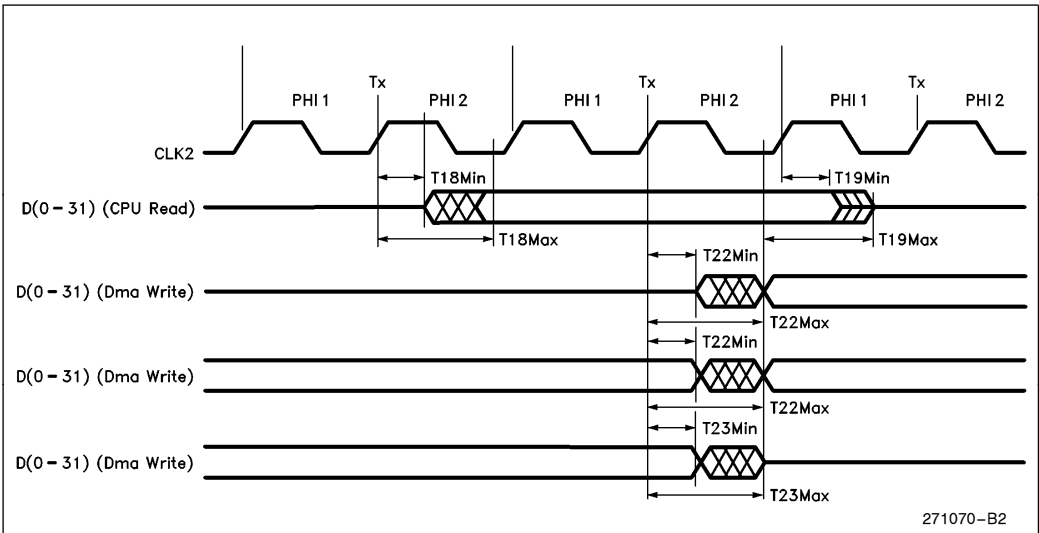 Tx Tx Tx
PHI 1 PHI 2 PHI 1 PHI 2 PHI 1 PHI 2
CLK2
T18Min T19Min
D(0-31) (CPU Read)
T18Max T19Max
T22Min
D(0-31) (Dma Write)
T22Max
T22Min
D(0-31) (Dma Write)
T22Max
T23Min
D(0-31) (Dma Write)
T23Max
271070-B2